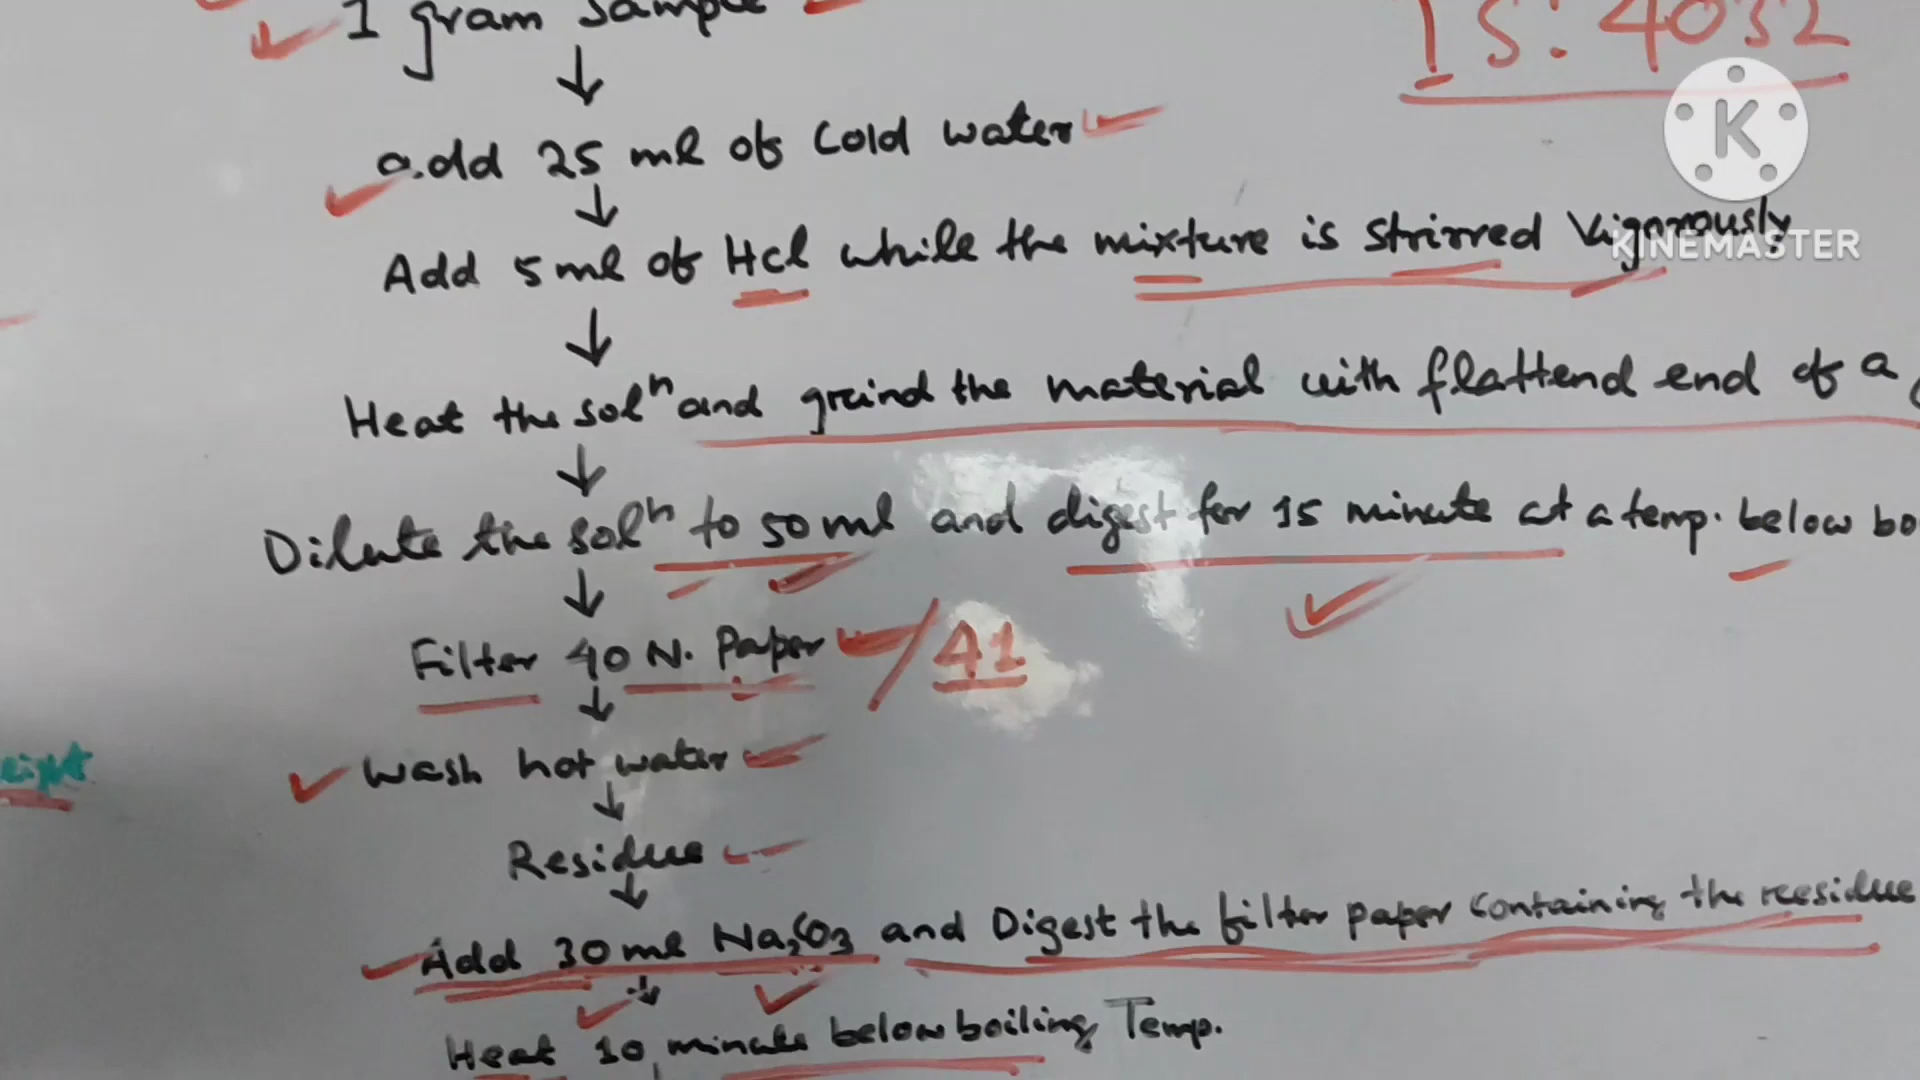 1 gram sample
IS: 4032
add 25 ml of Cold water
Add 5 ml of Hcl while the mixture is strirred Vigorously
KINEMASTER
Heat the solⁿ and graind the material with flattend end of a
Dilute the solⁿ to 50 ml and digest for 15 minute at a temp. below bo
Filter 40 N. Paper / 41
Wash hot water
Residue
Add 30 ml Na₂CO₃ and Digest the filter paper containing the reesidue
Heat 10 minute below boiling Temp.